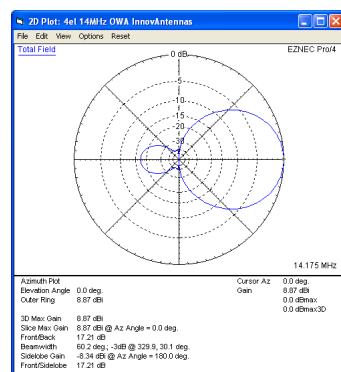 2D Plot: 4el 14MHz OWA InnovAntennas
File Edit View Options Reset
Total Field
EZNEC Pro/4
0 dB
-5
-10
-15
-20
-30
14.175 MHz
Azimuth Plot
Elevation Angle 0.0 deg.
Outer Ring 8.87 dBi
Cursor Az 0.0 deg.
Gain 8.87 dBi
0.0 dBmax
0.0 dBmax3D
3D Max Gain 8.87 dBi
Slice Max Gain 8.87 dBi @ Az Angle = 0.0 deg.
Front/Back 17.21 dB
Beamwidth 60.2 deg.; -3dB @ 329.9, 30.1 deg.
Sidelobe Gain -8.34 dBi @ Az Angle = 180.0 deg.
Front/Sidelobe 17.21 dB